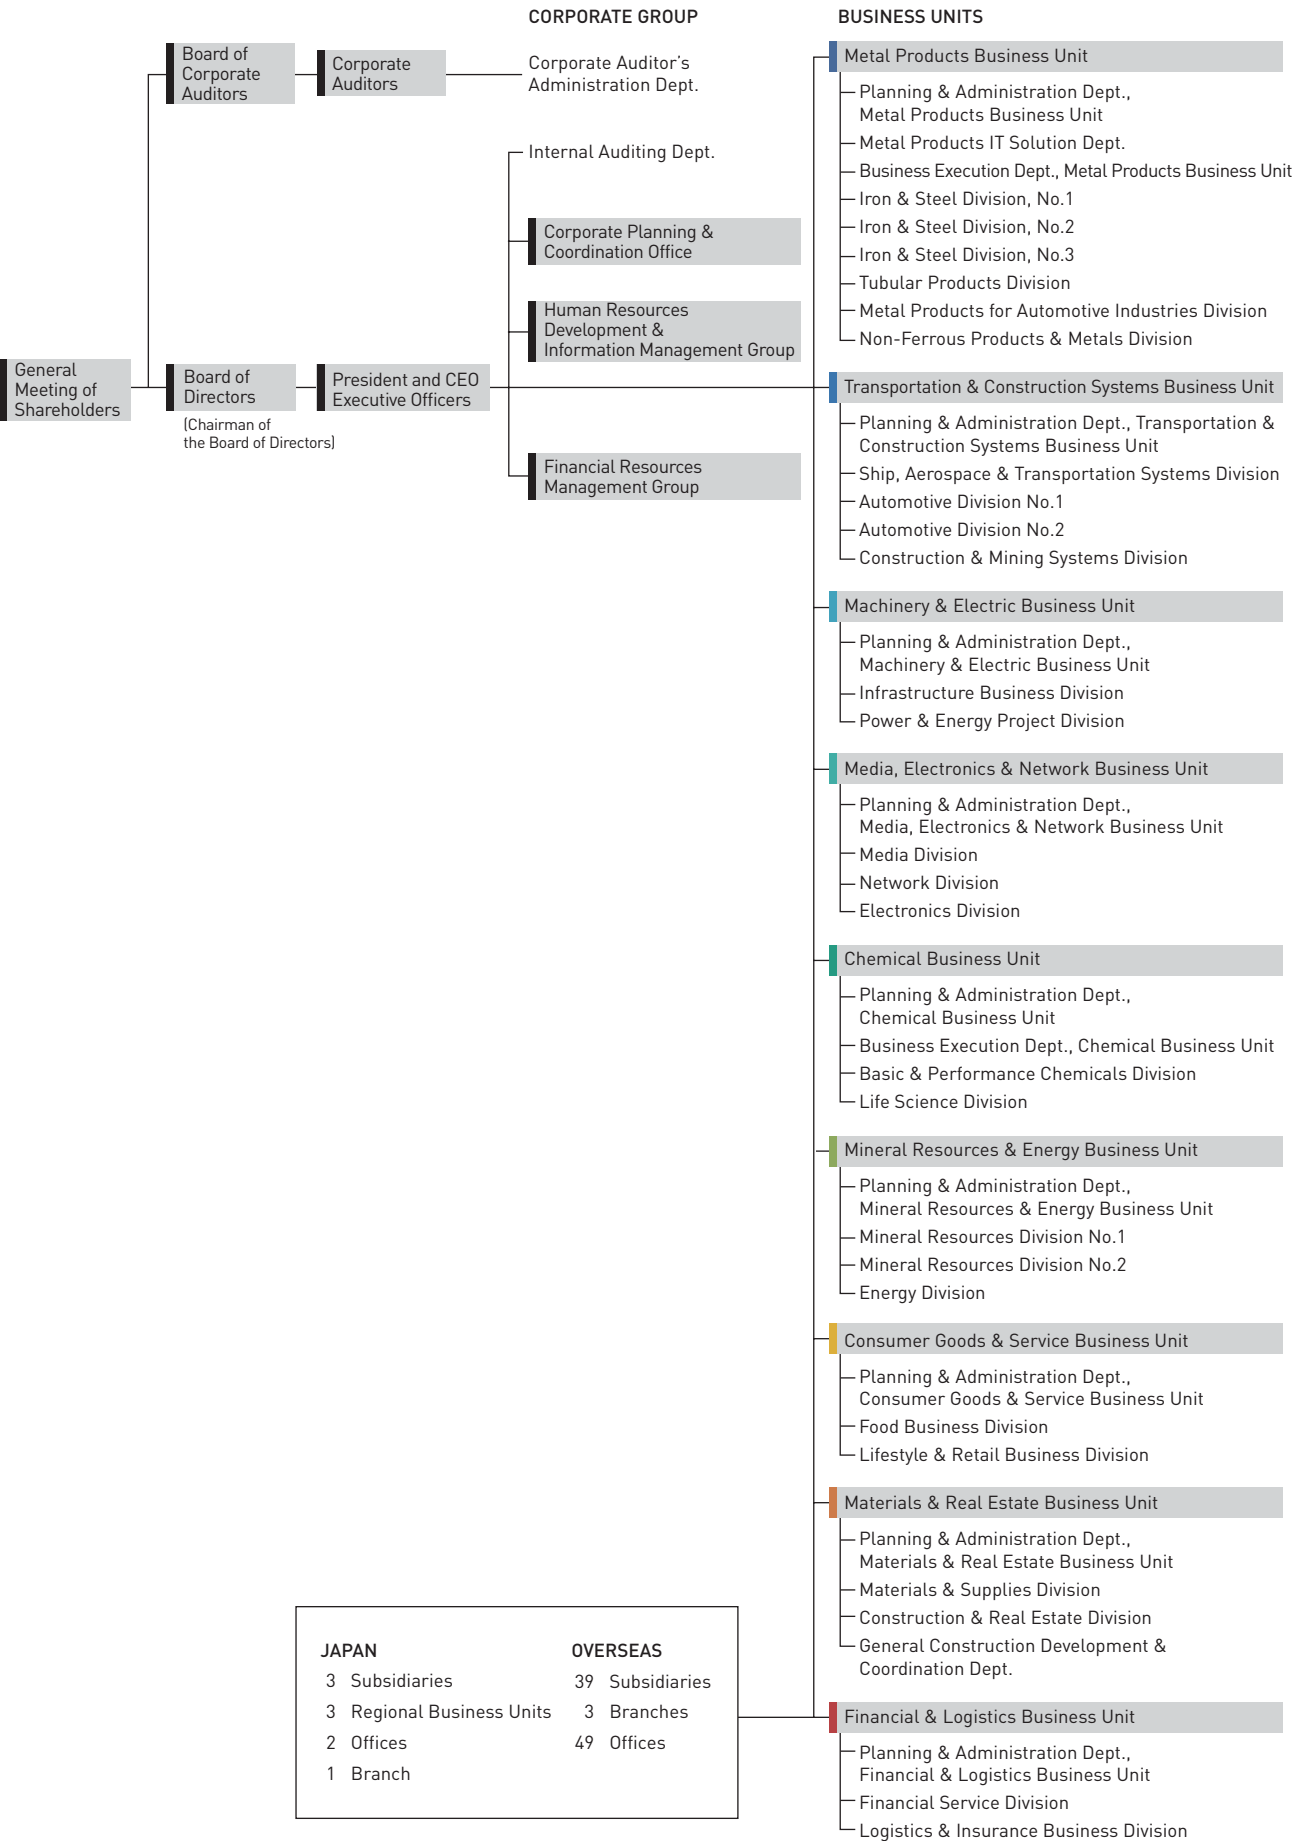 CORPORATE GROUP
BUSINESS UNITS
Board of
Corporate
Auditors
Corporate
Auditors
Corporate Auditor's
Administration Dept.
Internal Auditing Dept.
Corporate Planning &
Coordination Office
Human Resources
Development &
Information Management Group
General
Meeting of
Shareholders
Board of
Directors
(Chairman of
the Board of Directors)
President and CEO
Executive Officers
Financial Resources
Management Group
Metal Products Business Unit
Planning & Administration Dept.,
Metal Products Business Unit
Metal Products IT Solution Dept.
Business Execution Dept., Metal Products Business Unit
Iron & Steel Division, No.1
Iron & Steel Division, No.2
Iron & Steel Division, No.3
Tubular Products Division
Metal Products for Automotive Industries Division
Non-Ferrous Products & Metals Division
Transportation & Construction Systems Business Unit
Planning & Administration Dept., Transportation &
Construction Systems Business Unit
Ship, Aerospace & Transportation Systems Division
Automotive Division No.1
Automotive Division No.2
Construction & Mining Systems Division
Machinery & Electric Business Unit
Planning & Administration Dept.,
Machinery & Electric Business Unit
Infrastructure Business Division
Power & Energy Project Division
Media, Electronics & Network Business Unit
Planning & Administration Dept.,
Media, Electronics & Network Business Unit
Media Division
Network Division
Electronics Division
Chemical Business Unit
Planning & Administration Dept.,
Chemical Business Unit
Business Execution Dept., Chemical Business Unit
Basic & Performance Chemicals Division
Life Science Division
Mineral Resources & Energy Business Unit
Planning & Administration Dept.,
Mineral Resources & Energy Business Unit
Mineral Resources Division No.1
Mineral Resources Division No.2
Energy Division
Consumer Goods & Service Business Unit
Planning & Administration Dept.,
Consumer Goods & Service Business Unit
Food Business Division
Lifestyle & Retail Business Division
Materials & Real Estate Business Unit
Planning & Administration Dept.,
Materials & Real Estate Business Unit
Materials & Supplies Division
Construction & Real Estate Division
General Construction Development &
Coordination Dept.
Financial & Logistics Business Unit
Planning & Administration Dept.,
Financial & Logistics Business Unit
Financial Service Division
Logistics & Insurance Business Division
JAPAN
3 Subsidiaries
3 Regional Business Units
2 Offices
1 Branch
OVERSEAS
39 Subsidiaries
3 Branches
49 Offices